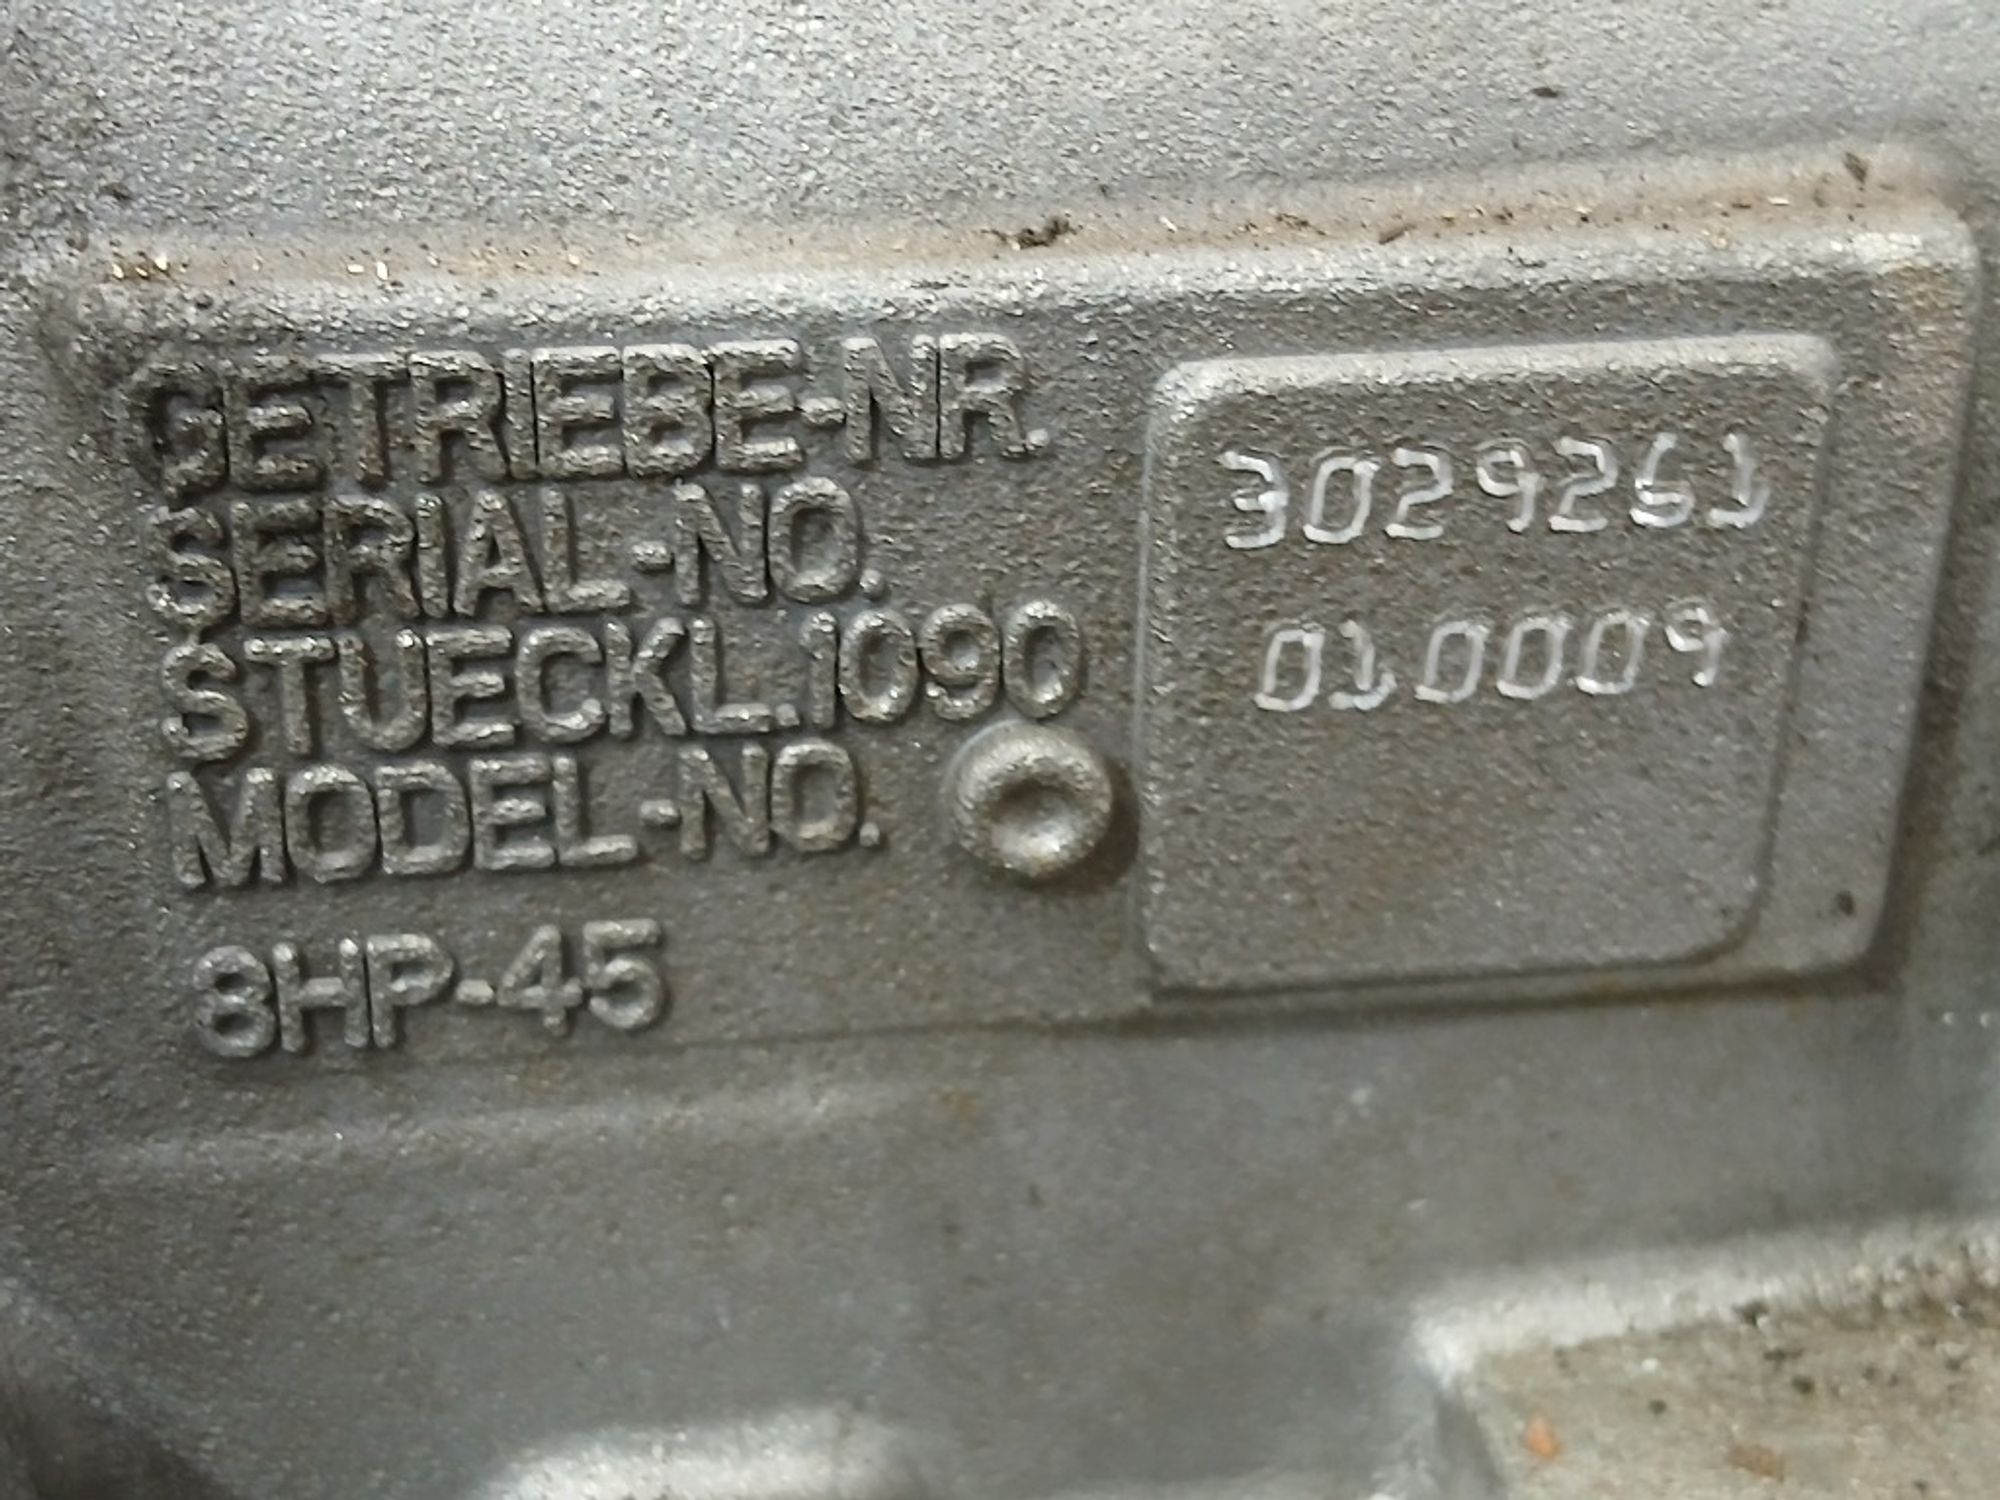 GETRIEBE-NR.
SERIAL-NO.
STUECKL.1090
MODEL-NO.
8HP-45
3029261
010009